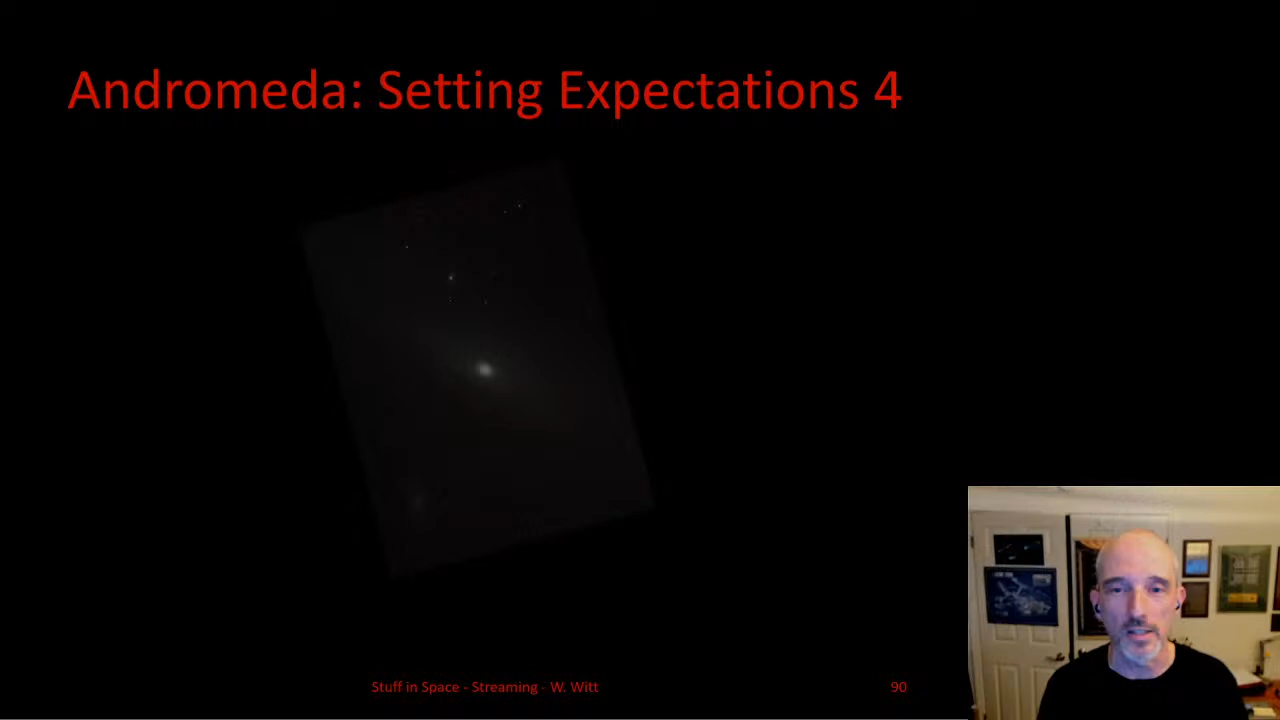 Andromeda: Setting Expectations 4
Stuff in Space - Streaming - W. Witt
90